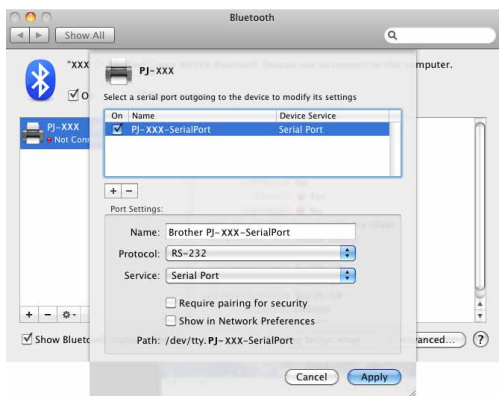 Bluetooth
Show All
"XXX
mputer.
PJ-XXX
Select a serial port outgoing to the device to modify its settings
On Name Device Service
PJ-XXX-SerialPort Serial Port
PJ-XXX
Not Conn
+ -
Port Settings:
Name: Brother PJ-XXX-SerialPort
Protocol: RS-232
Service: Serial Port
Require pairing for security
Show in Network Preferences
Path: /dev/tty.PJ-XXX-SerialPort
+ -
Show Bluetc
anced...
?
Cancel
Apply